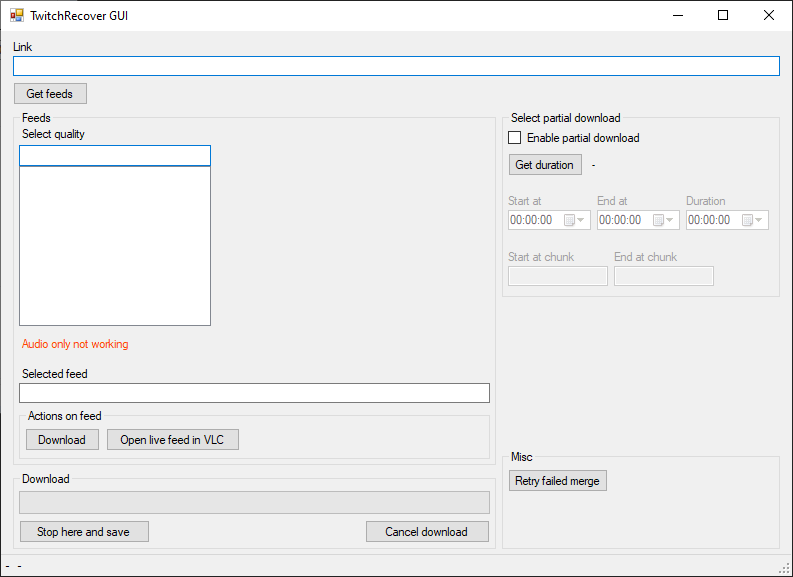 TwitchRecover GUI
Link
Get feeds
Feeds
Select quality
Audio only not working
Selected feed
Actions on feed
Download
Open live feed in VLC
Download
Stop here and save
Cancel download
Select partial download
Enable partial download
Get duration
-
Start at
End at
Duration
00:00:00
00:00:00
00:00:00
Start at chunk
End at chunk
Misc
Retry failed merge
- -